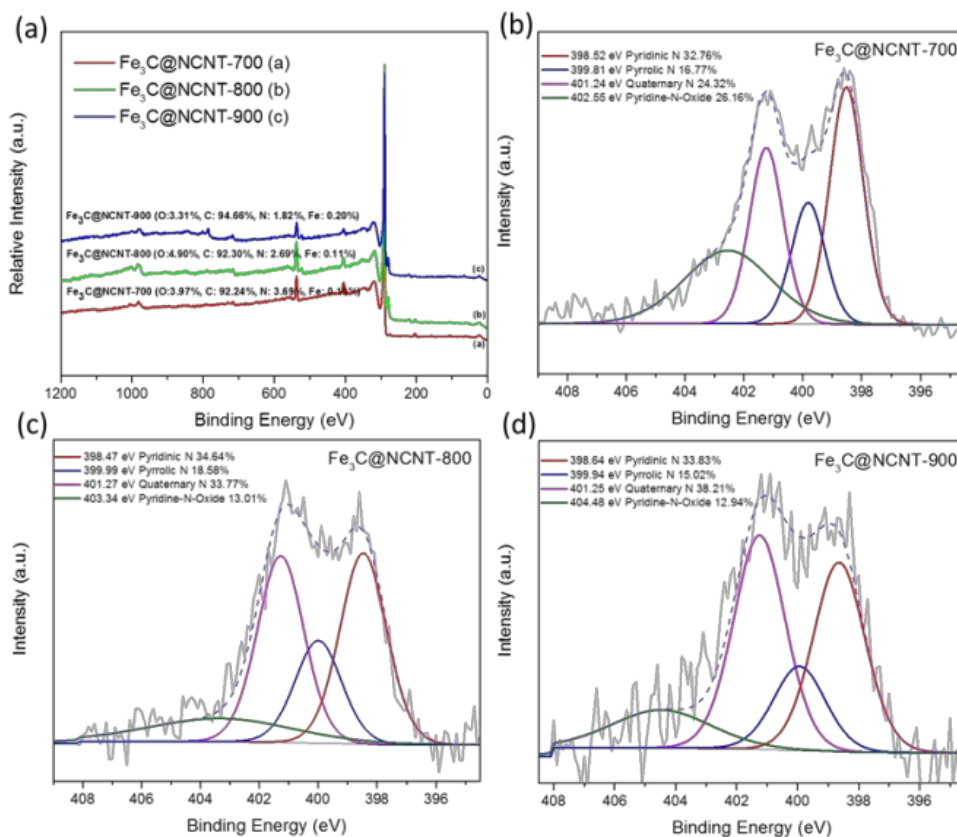 (a)
Fe3C@NCNT-700 (a)
Fe3C@NCNT-800 (b)
Fe3C@NCNT-900 (c)
Fe3C@NCNT-900 (O:3.31%, C: 94.66%, N: 1.82%, Fe: 0.20%)
Fe3C@NCNT-800 (O:4.90%, C: 92.30%, N: 2.69%, Fe: 0.11%)
Fe3C@NCNT-700 (O:3.97%, C: 92.24%, N: 3.69%, Fe:
(c)
(b)
(a)
Relative Intensity (a.u.)
1200 1000 800 600 400 200 0
Binding Energy (eV)
(b)
Fe3C@NCNT-700
398.52 eV Pyridinic N 32.76%
399.81 eV Pyrrolic N 16.77%
401.24 eV Quaternary N 24.32%
402.55 eV Pyridine-N-Oxide 26.16%
Intensity (a.u.)
408 406 404 402 400 398 396
Binding Energy (eV)
(c)
Fe3C@NCNT-800
398.47 eV Pyridinic N 34.64%
399.99 eV Pyrrolic N 18.58%
401.27 eV Quaternary N 33.77%
403.34 eV Pyridine-N-Oxide 13.01%
Intensity (a.u.)
408 406 404 402 400 398 396
Binding Energy (eV)
(d)
Fe3C@NCNT-900
398.64 eV Pyridinic N 33.83%
399.94 eV Pyrrolic N 15.02%
401.25 eV Quaternary N 38.21%
404.48 eV Pyridine-N-Oxide 12.94%
Intensity (a.u.)
408 406 404 402 400 398 396
Binding Energy (eV)